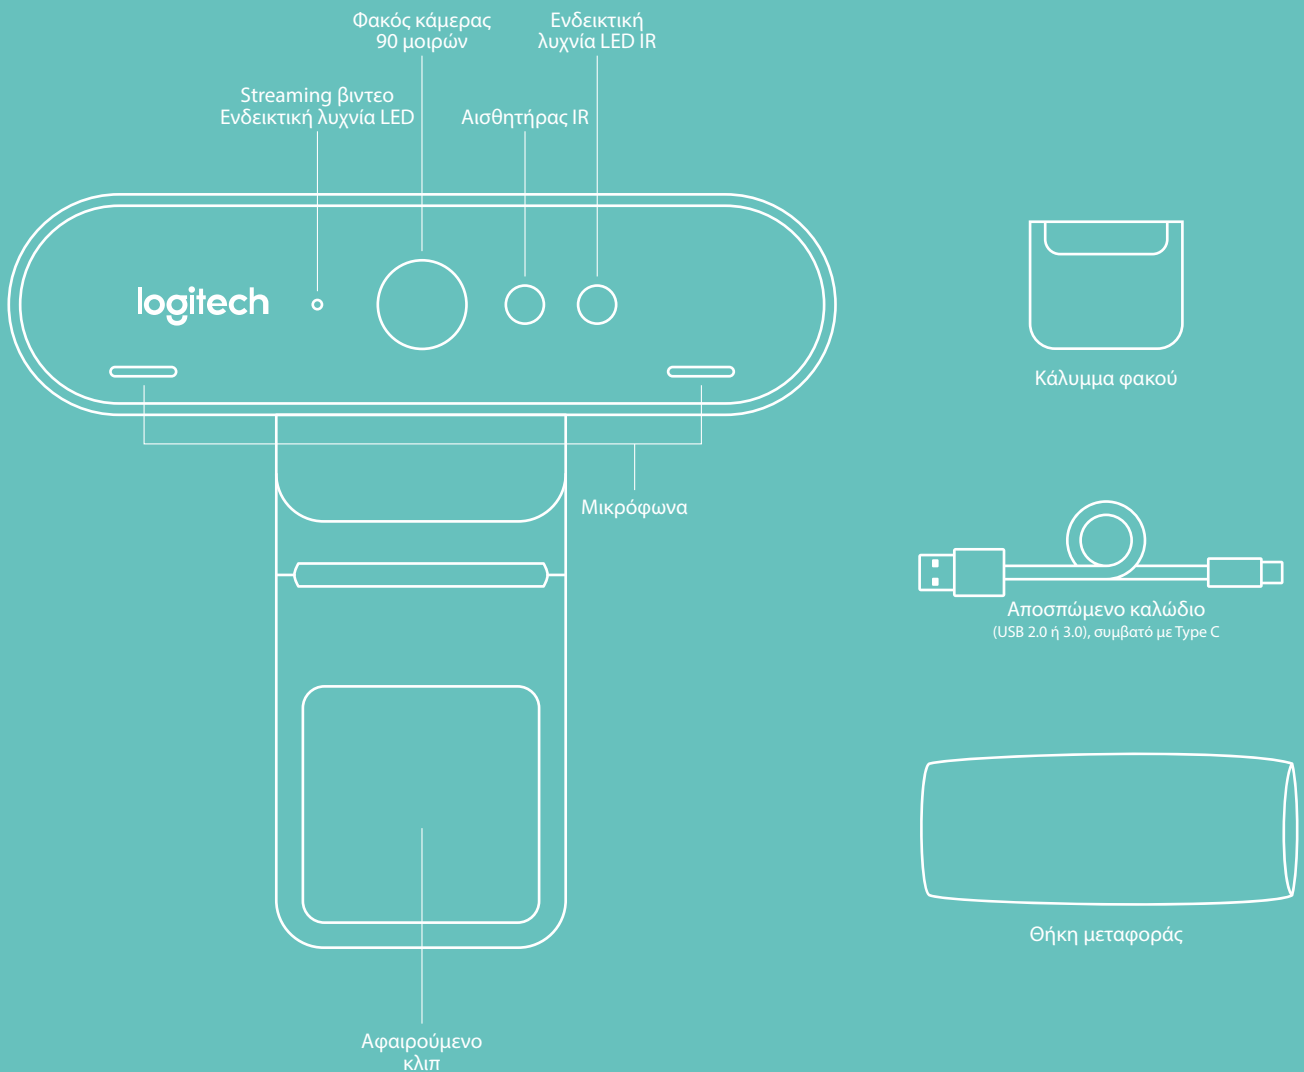 Φακός κάμερας
90 μοιρών
Ενδεικτική
λυχνία LED IR
Streaming βιντεο
Ενδεικτική λυχνία LED
Αισθητήρας IR
logitech
Κάλυμμα φακού
Μικρόφωνα
Αποσπώμενο καλώδιο
(USB 2.0 ή 3.0), συμβατό με Type C
Θήκη μεταφοράς
Αφαιρούμενο
κλιπ